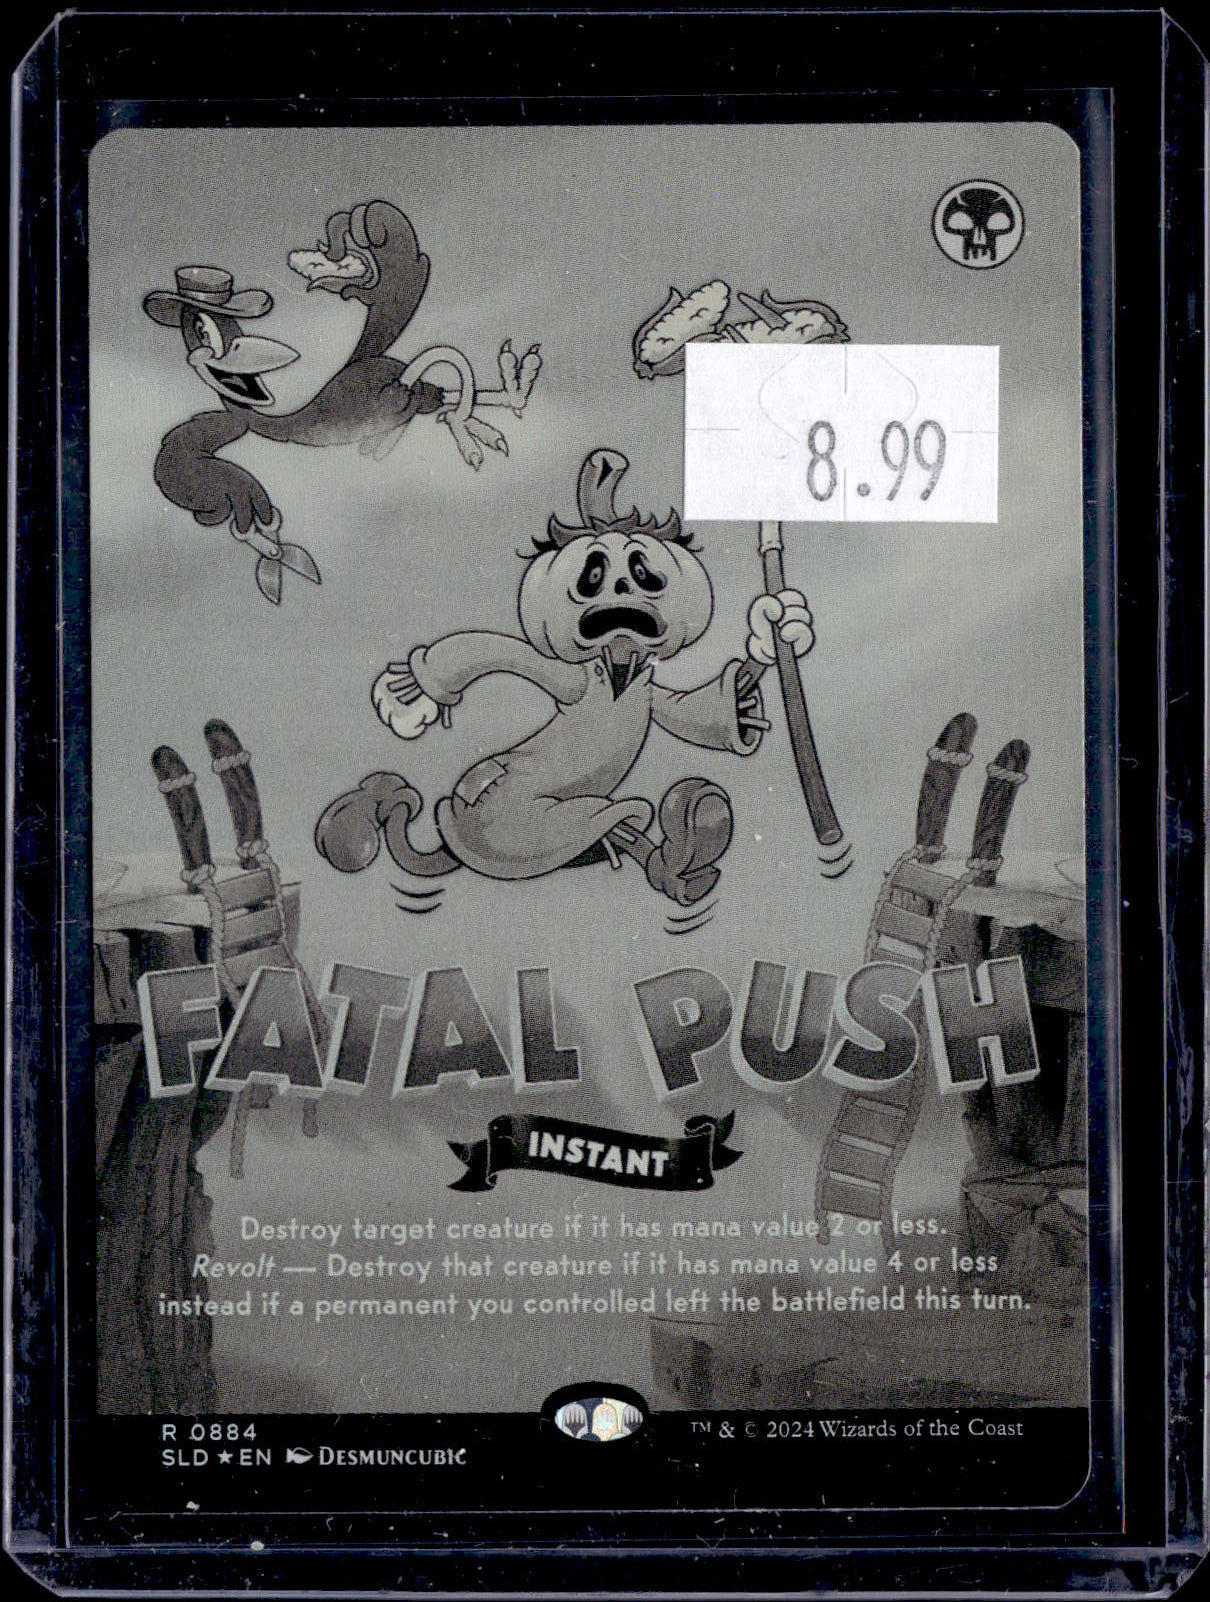 8.99
FATAL PUSH
INSTANT
Destroy target creature if it has mana value 2 or less.
Revolt — Destroy that creature if it has mana value 4 or less
instead if a permanent you controlled left the battlefield this turn.
R 0884
SLD ★ EN DESMUNCUBIC
™ & © 2024 Wizards of the Coast